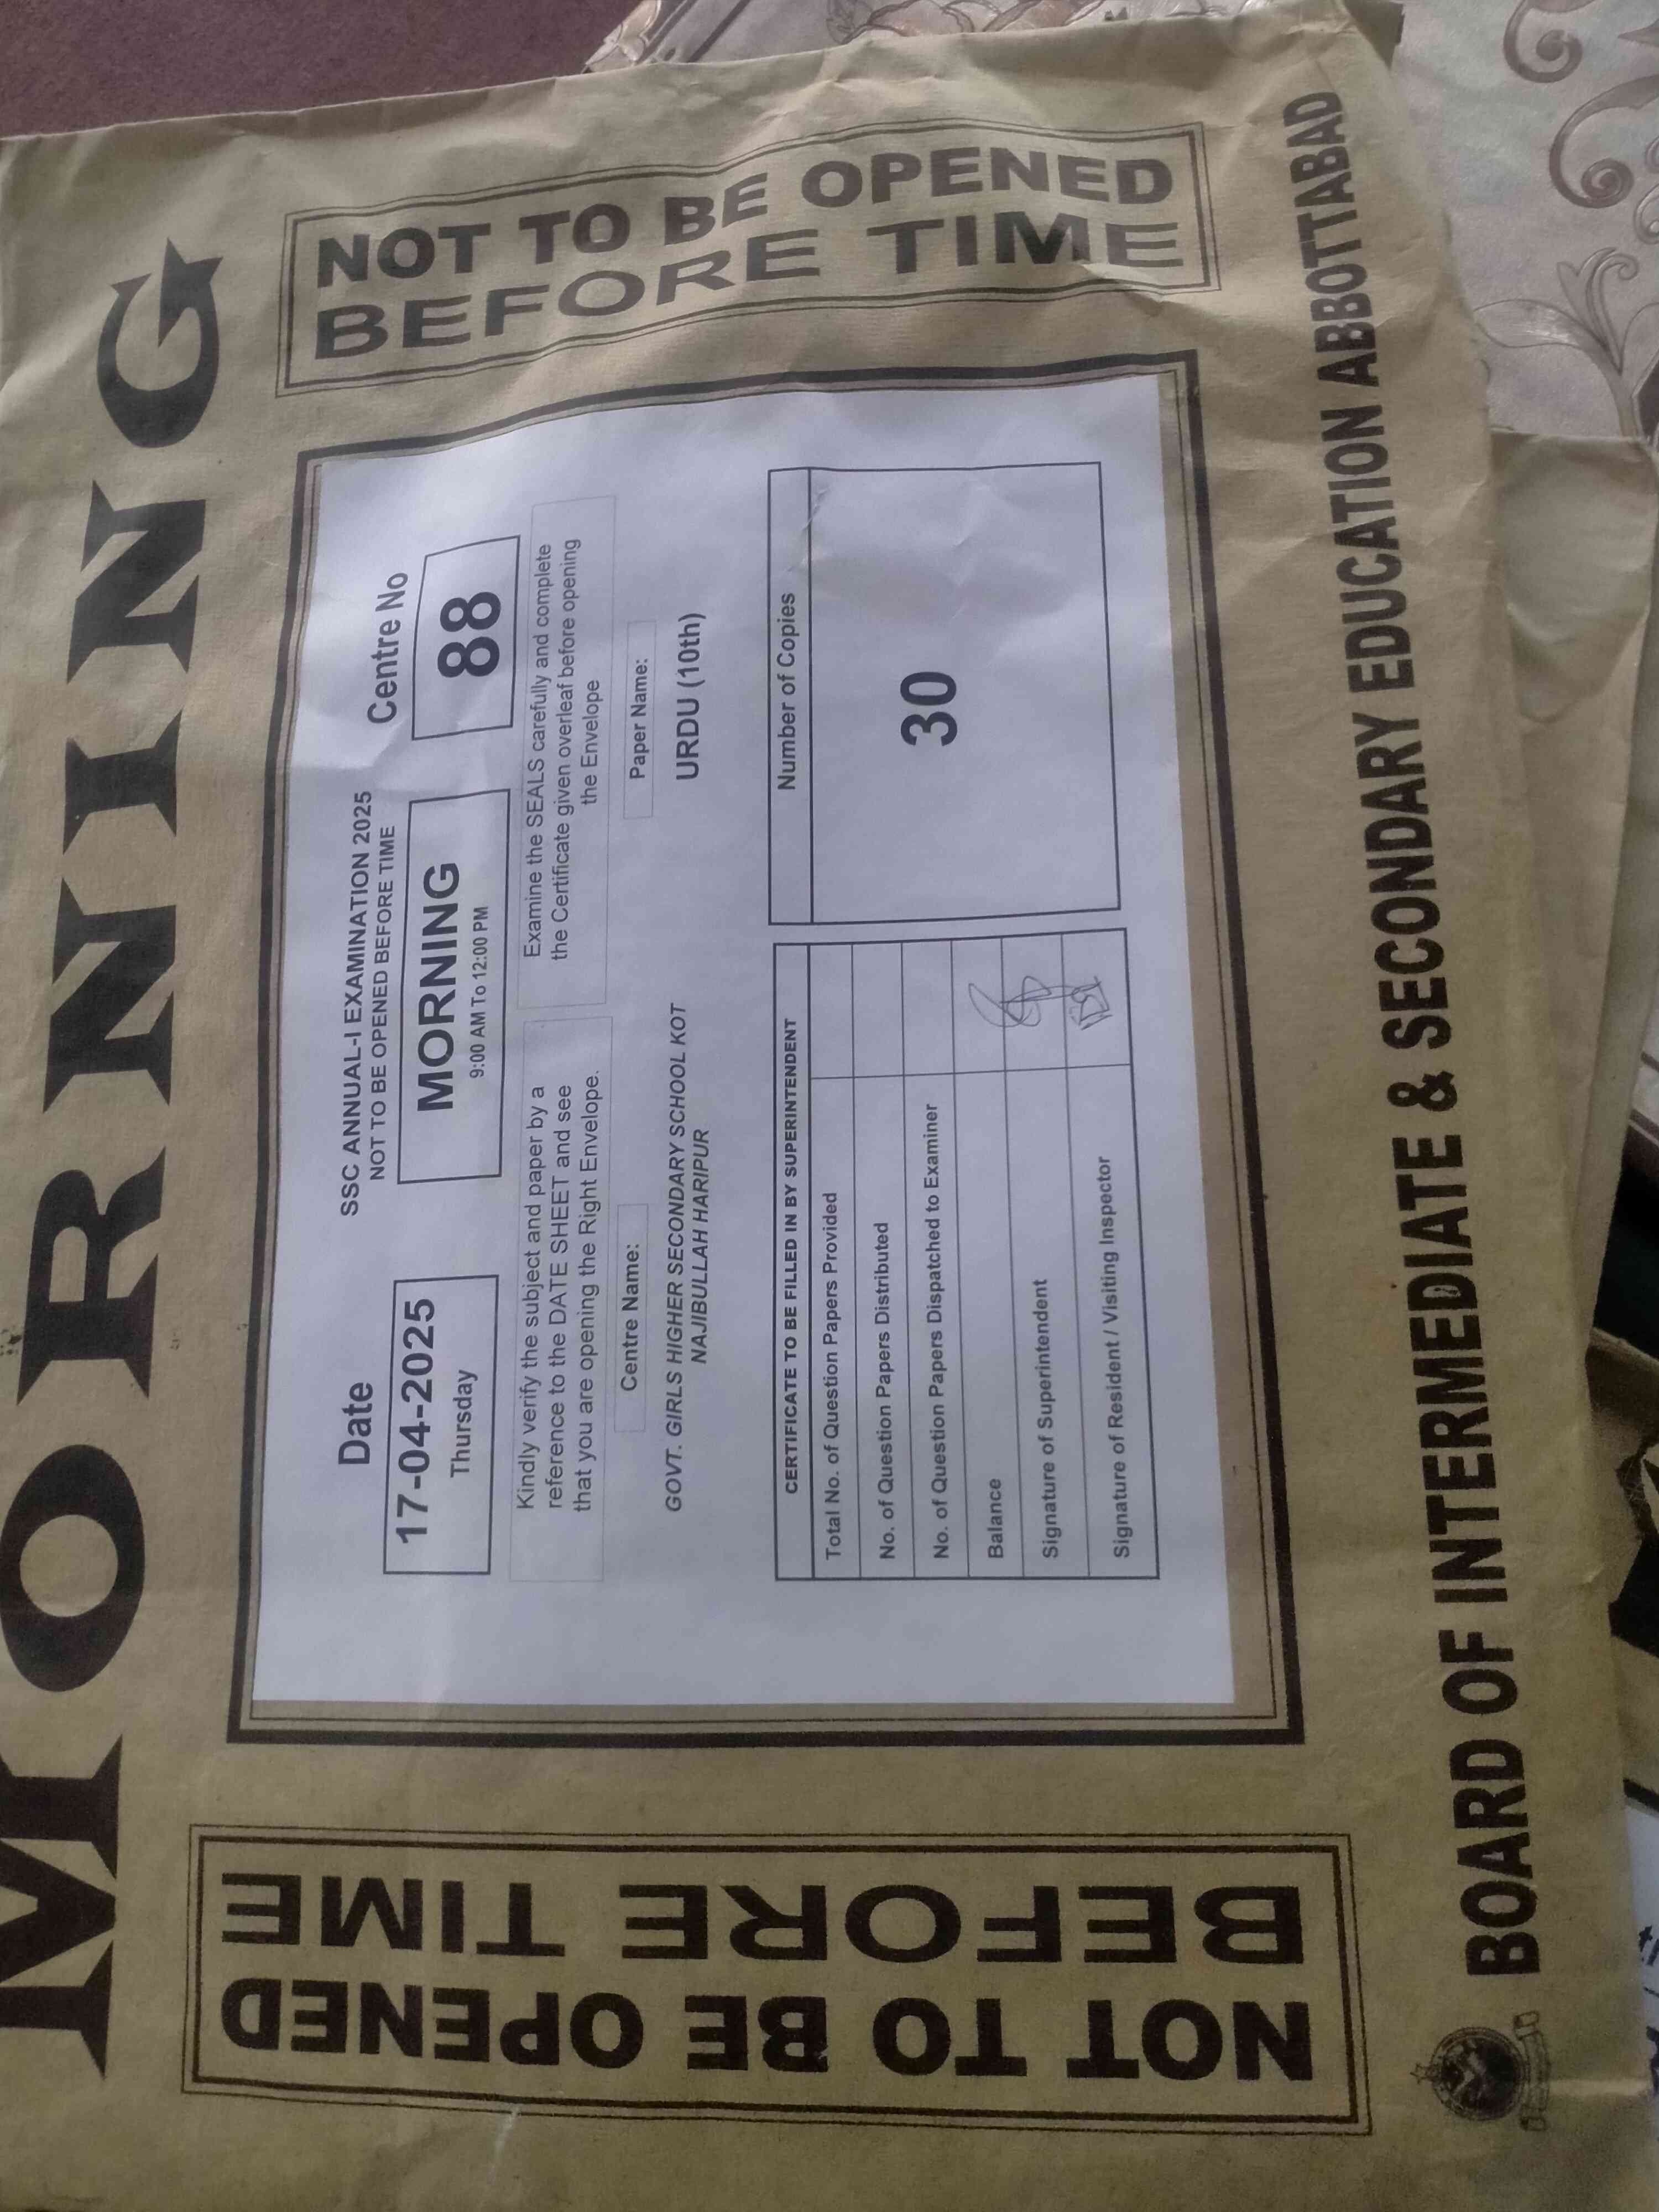 MORNING
NOT TO BE OPENED
BEFORE TIME
SSC ANNUAL-I EXAMINATION 2025
NOT TO BE OPENED BEFORE TIME
Date
17-04-2025
Thursday
MORNING
9:00 AM To 12:00 PM
Centre No
88
Kindly verify the subject and paper by a
reference to the DATE SHEET and see
that you are opening the Right Envelope.
Examine the SEALS carefully and complete
the Certificate given overleaf before opening
the Envelope
Centre Name:
GOVT. GIRLS HIGHER SECONDARY SCHOOL KOT
NAJIBULLAH HARIPUR
Paper Name:
URDU (10th)
CERTIFICATE TO BE FILLED IN BY SUPERINTENDENT
Total No. of Question Papers Provided
No. of Question Papers Distributed
No. of Question Papers Dispatched to Examiner
Balance
Signature of Superintendent
Signature of Resident / Visiting Inspector
Number of Copies
30
NOT TO BE OPENED
BEFORE TIME
BOARD OF INTERMEDIATE & SECONDARY EDUCATION ABBOTTABAD